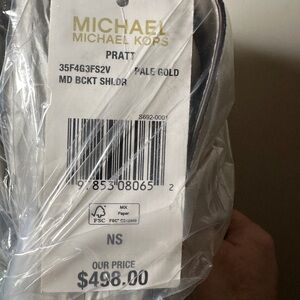 MICHAEL
MICHAEL KORS
PRATT
35F4G3FS2V PALE GOLD
MD BCKT SHLDR
S692-0001
853 08065 2
FSC
MIX
Paper
NS
OUR PRICE
$498.00